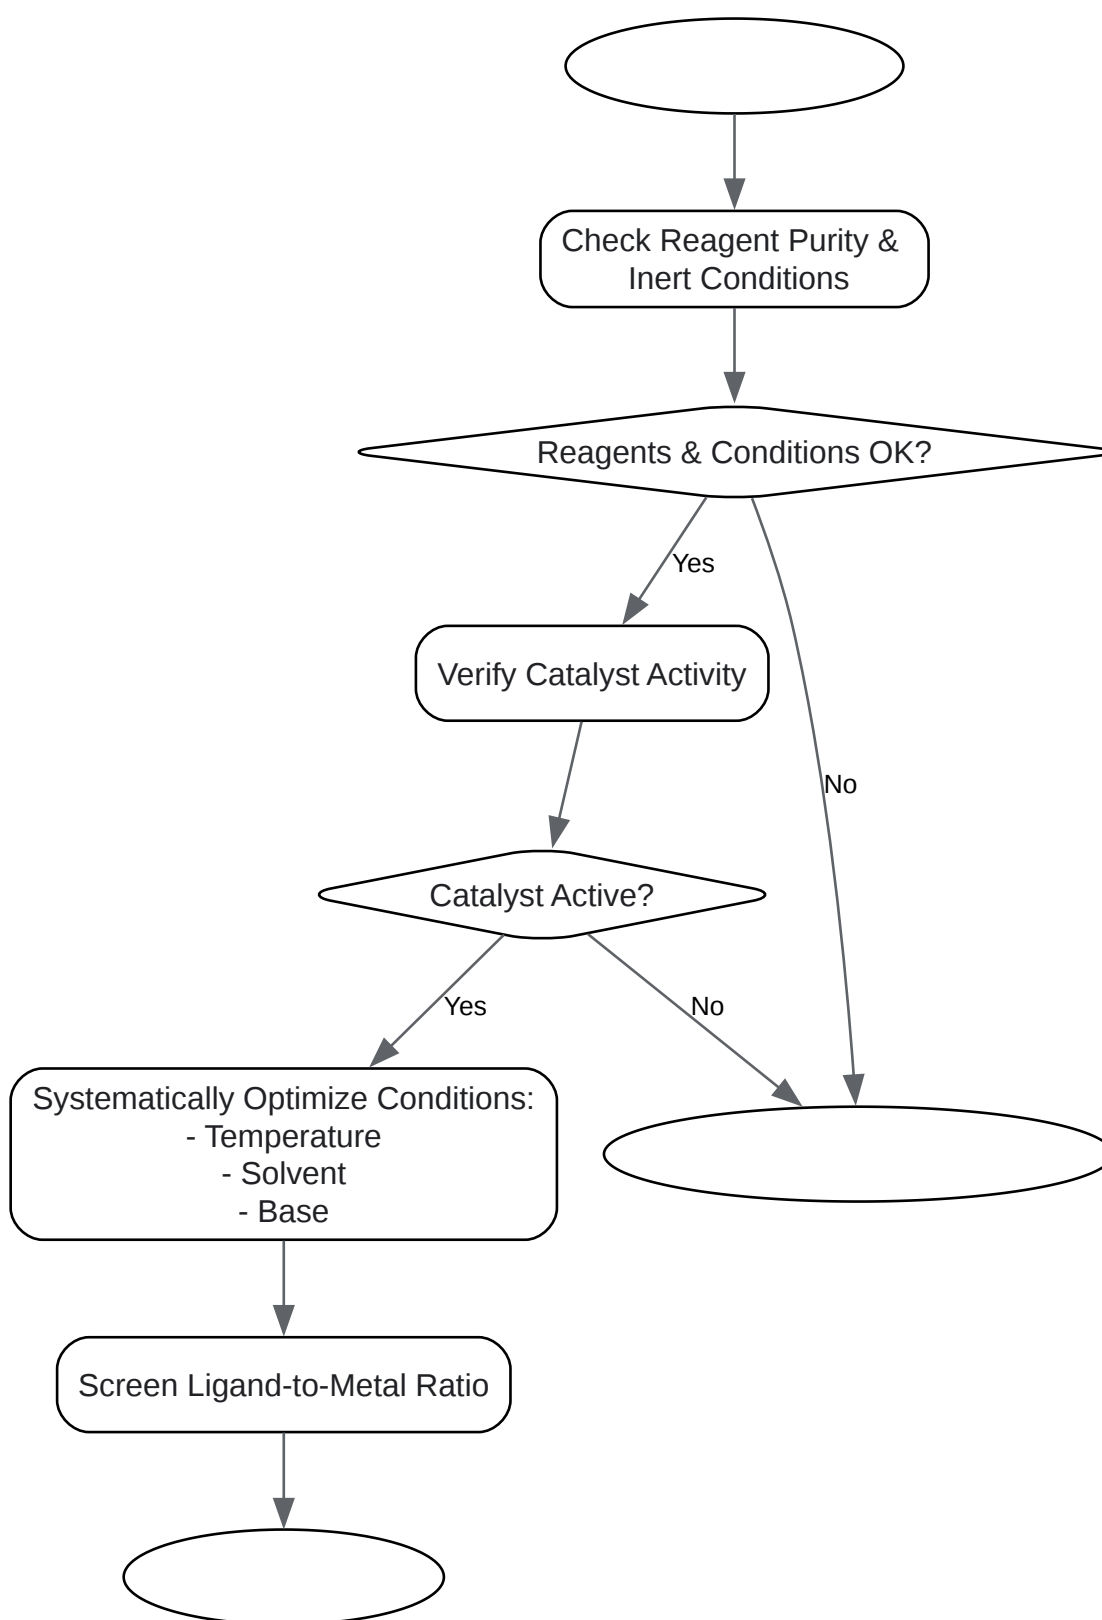 Check Reagent Purity &
Inert Conditions
Reagents & Conditions OK?
Yes
Verify Catalyst Activity
No
Catalyst Active?
Yes
No
Systematically Optimize Conditions:
- Temperature
- Solvent
- Base
Screen Ligand-to-Metal Ratio